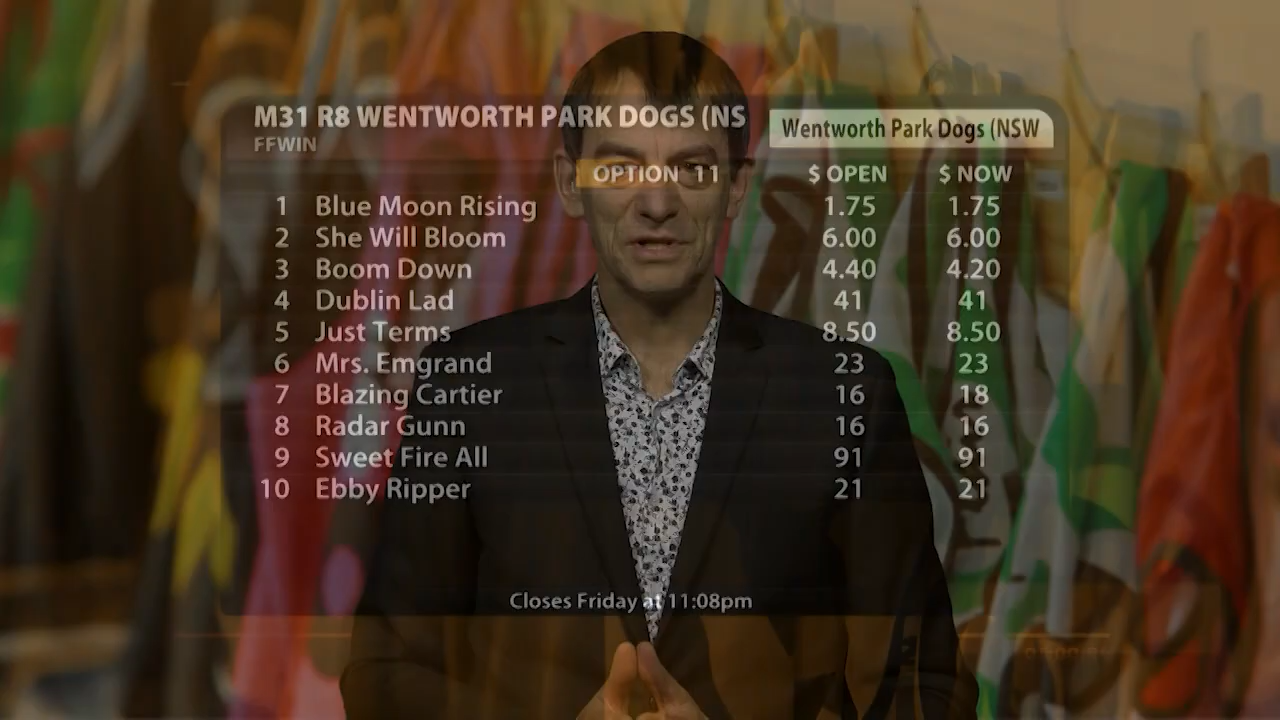 M31 R8 WENTWORTH PARK DOGS (NS
Wentworth Park Dogs (NSW
FFWIN
OPTION 11 $ OPEN $ NOW
1 Blue Moon Rising 1.75 1.75
2 She Will Bloom 6.00 6.00
3 Boom Down 4.40 4.20
4 Dublin Lad 41 41
5 Just Terms 8.50 8.50
6 Mrs. Emgrand 23 23
7 Blazing Cartier 16 18
8 Radar Gunn 16 16
9 Sweet Fire All 91 91
10 Ebby Ripper 21 21
Closes Friday at 11:08pm